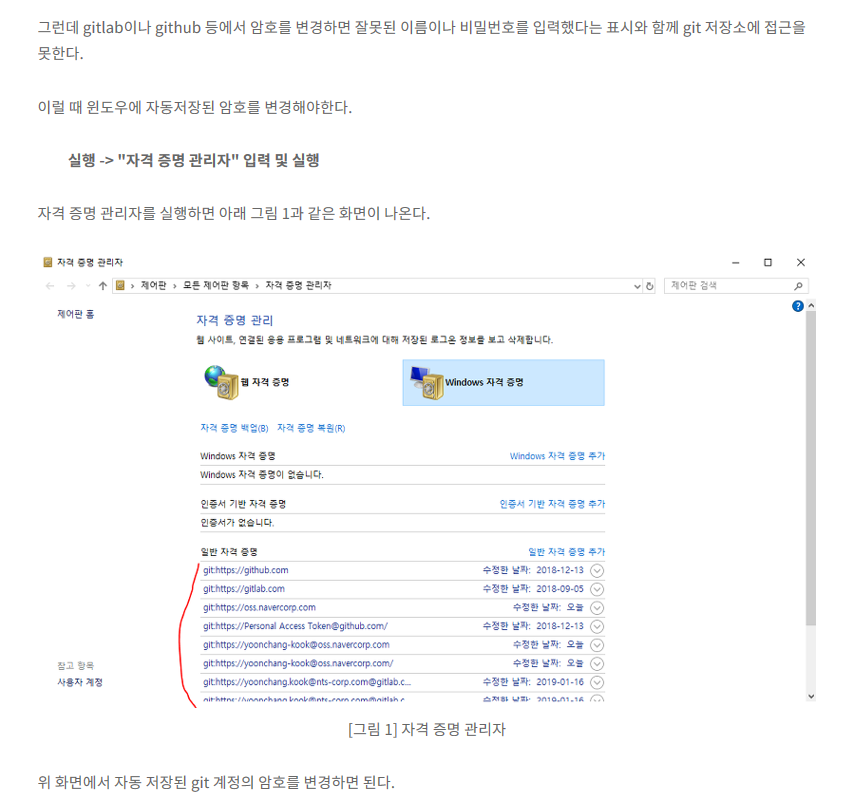 그런데 gitlab이나 github 등에서 암호를 변경하면 잘못된 이름이나 비밀번호를 입력했다는 표시와 함께 git 저장소에 접근을
못한다.
이럴 때 윈도우에 자동저장된 암호를 변경해야한다.
실행 -> "자격 증명 관리자" 입력 및 실행
자격 증명 관리자를 실행하면 아래 그림 1과 같은 화면이 나온다.
자격 증명 관리자
제어판 › 모든 제어판 항목 › 자격 증명 관리자
제어판 검색
제어판 홈
자격 증명 관리
웹 사이트, 연결된 응용 프로그램 및 네트워크에 대해 저장된 로그온 정보를 보고 삭제합니다.
웹 자격 증명
Windows 자격 증명
자격 증명 백업(B) 자격 증명 복원(R)
Windows 자격 증명 Windows 자격 증명 추가
Windows 자격 증명이 없습니다.
인증서 기반 자격 증명 인증서 기반 자격 증명 추가
인증서가 없습니다.
일반 자격 증명 일반 자격 증명 추가
git:https://github.com 수정한 날짜: 2018-12-13
git:https://gitlab.com 수정한 날짜: 2018-09-05
git:https://oss.navercorp.com 수정한 날짜: 오늘
git:https://Personal Access Token@github.com/ 수정한 날짜: 2018-12-13
git:https://yoonchang-kook@oss.navercorp.com 수정한 날짜: 오늘
git:https://yoonchang-kook@oss.navercorp.com/ 수정한 날짜: 오늘
git:https://yoonchang.kook@nts-corp.com@gitlab.c... 수정한 날짜: 2019-01-16
git:https://yoonchang.kook@nts-corp.com@gitlab.c 수정한 날짜: 2019-01-16
참고 항목
사용자 계정
[그림 1] 자격 증명 관리자
위 화면에서 자동 저장된 git 계정의 암호를 변경하면 된다.